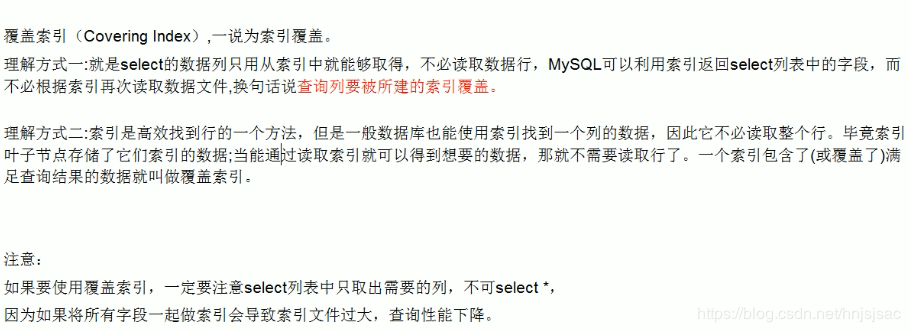 覆盖索引（Covering Index）,一说为索引覆盖。
理解方式一:就是select的数据列只用从索引中就能够取得，不必读取数据行，MySQL可以利用索引返回select列表中的字段，而
不必根据索引再次读取数据文件,换句话说查询列要被所建的索引覆盖。
理解方式二:索引是高效找到行的一个方法，但是一般数据库也能使用索引找到一个列的数据，因此它不必读取整个行。毕竟索引
叶子节点存储了它们索引的数据;当能通过读取索引就可以得到想要的数据，那就不需要读取行了。一个索引包含了(或覆盖了)满
足查询结果的数据就叫做覆盖索引。
注意：
如果要使用覆盖索引，一定要注意select列表中只取出需要的列，不可select *，
因为如果将所有字段一起做索引会导致索引文件过大，查询性能下降。
https://blog.csdn.net/hnjsjsac